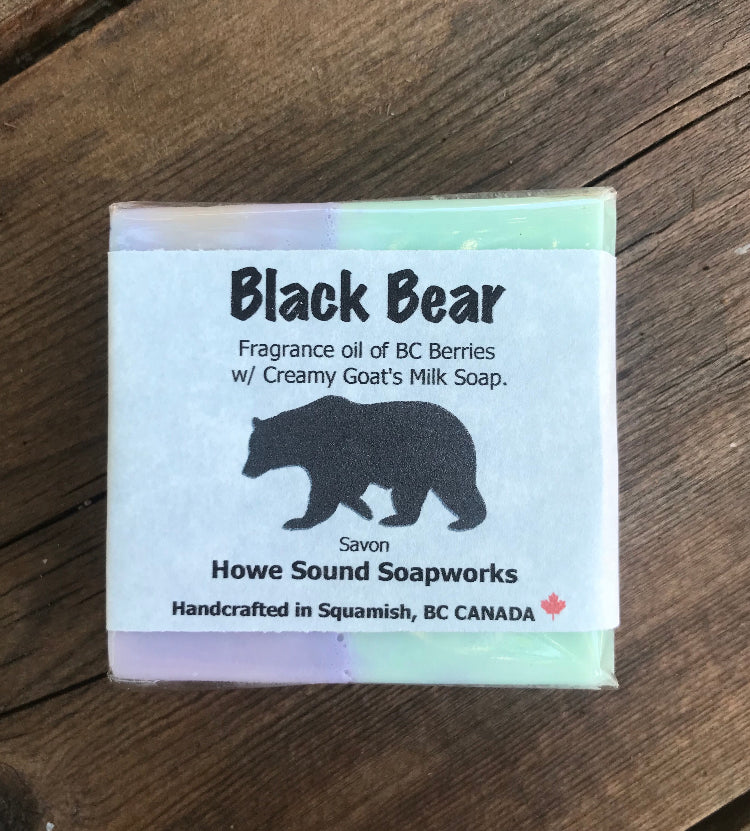 Black Bear
Fragrance oil of BC Berries
w/ Creamy Goat's Milk Soap.
Savon
Howe Sound Soapworks
Handcrafted in Squamish, BC CANADA